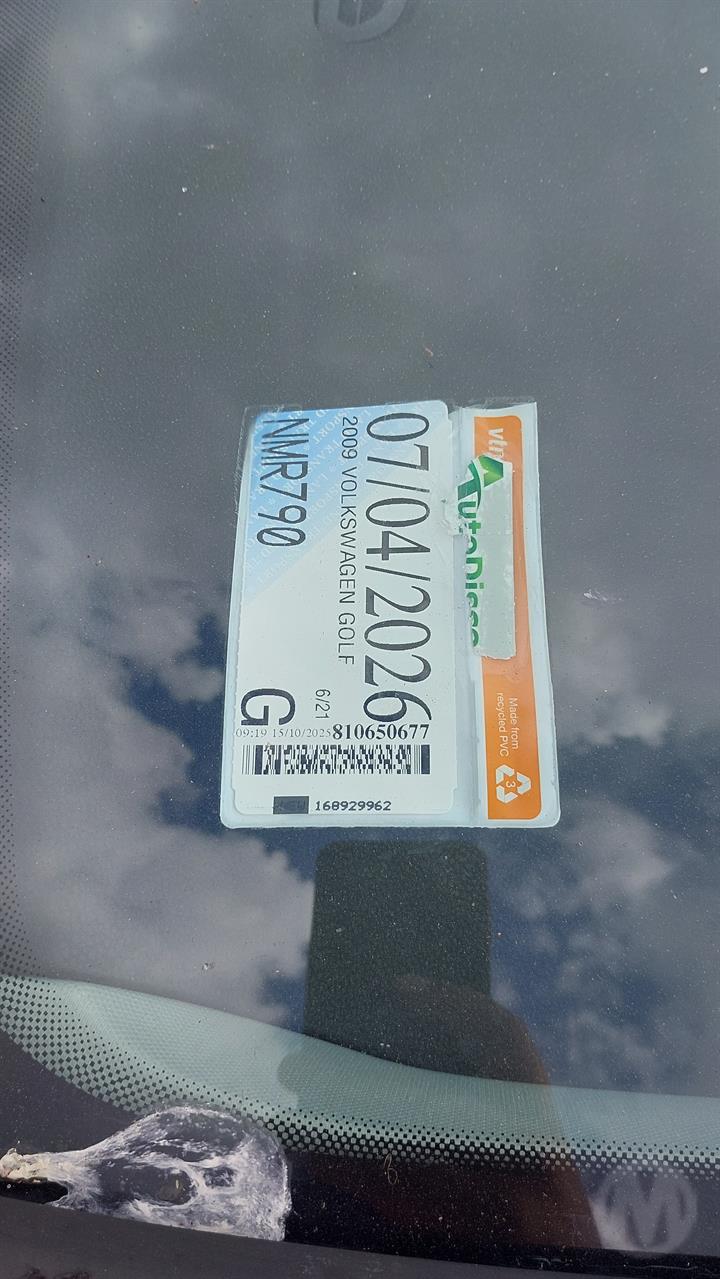 07/04/2026
2009 VOLKSWAGEN GOLF
NMR790
6/21
G
810650677
09:19 15/10/2025
168929962
Made from
recycled PVC
3
M